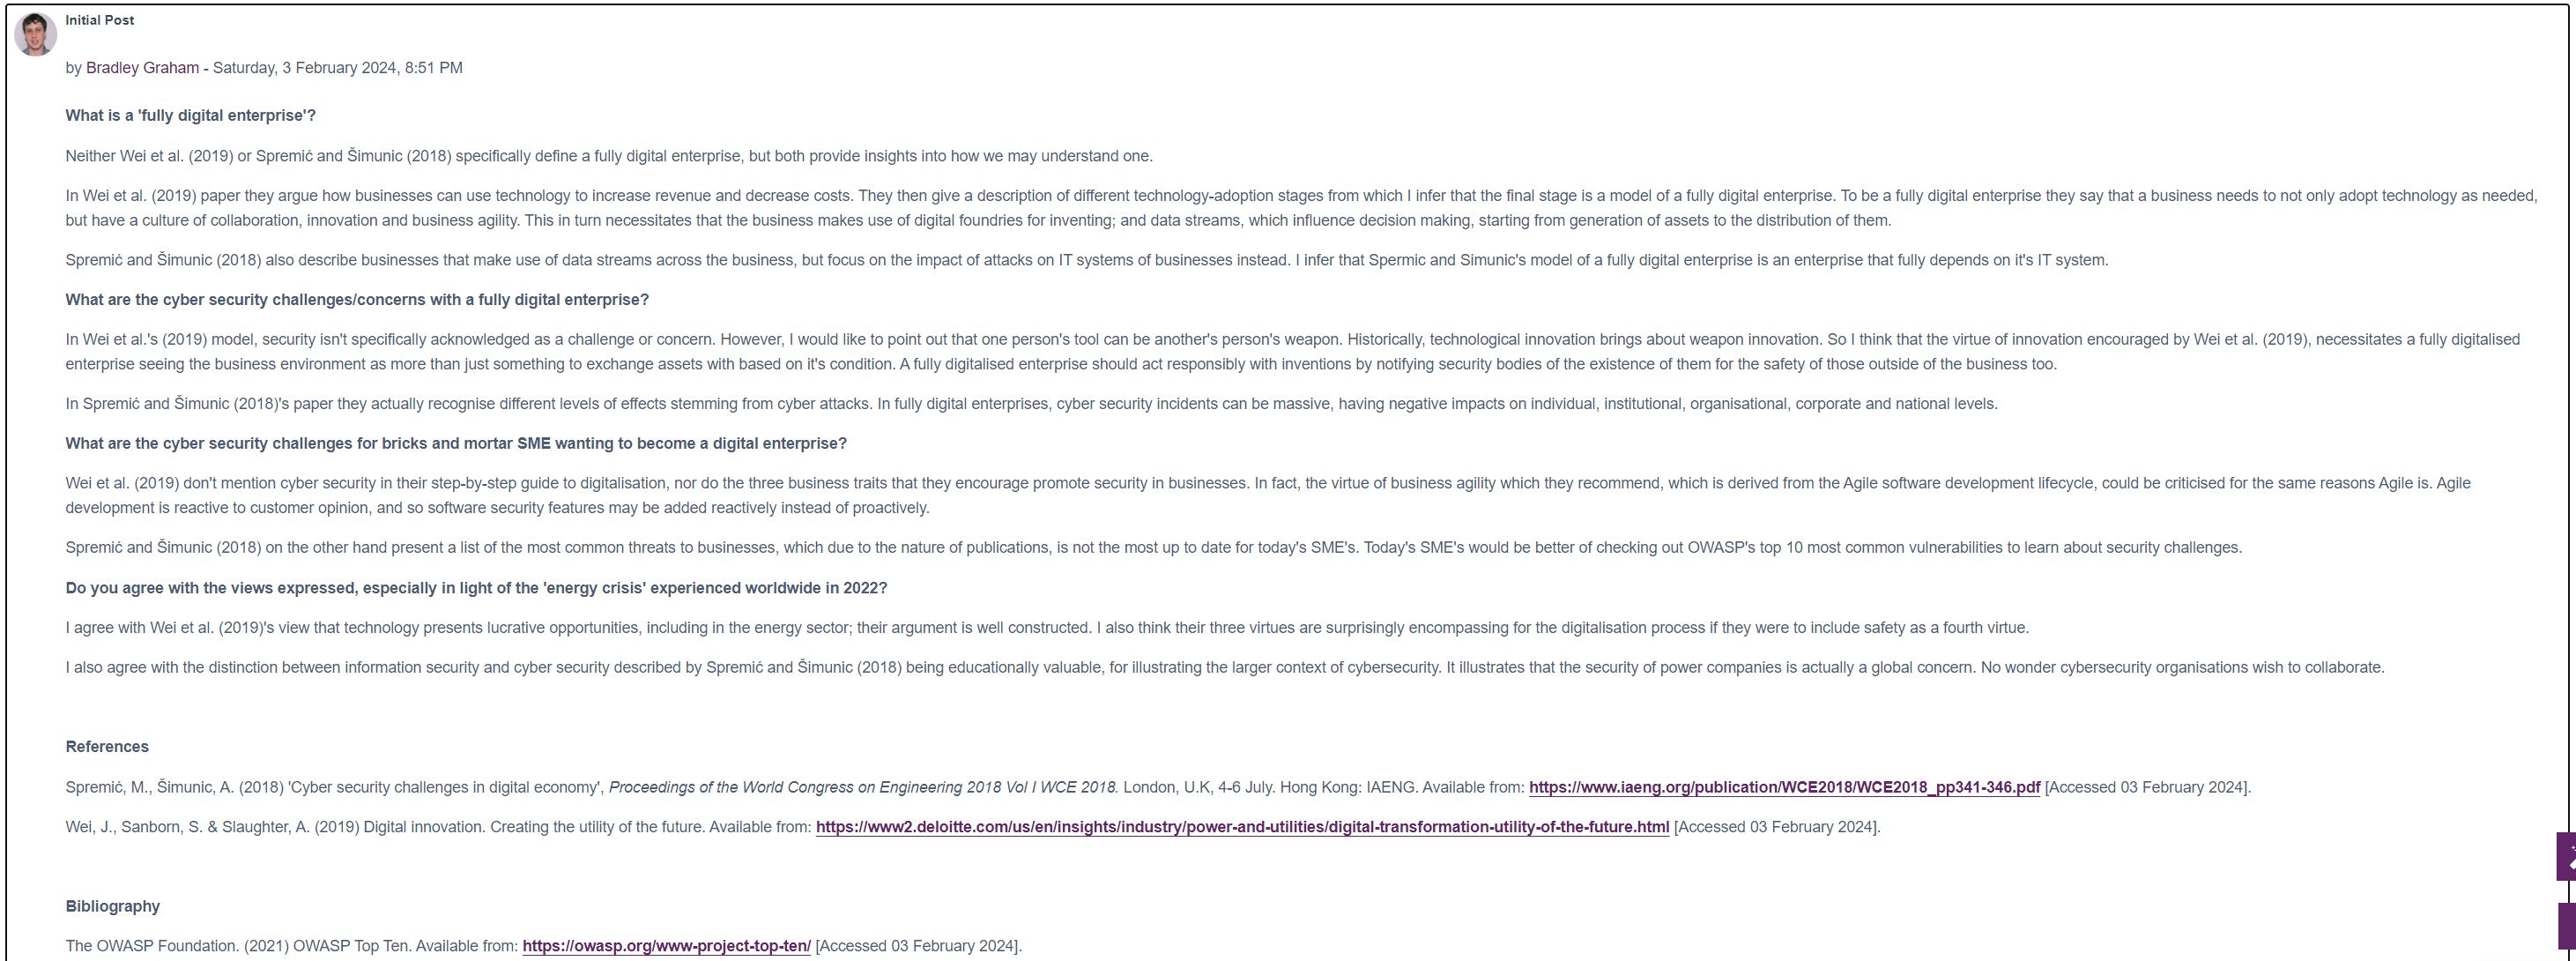 Initial Post
by Bradley Graham - Saturday, 3 February 2024, 8:51 PM
What is a 'fully digital enterprise'?
Neither Wei et al. (2019) or Spremić and Šimunic (2018) specifically define a fully digital enterprise, but both provide insights into how we may understand one.
In Wei et al. (2019) paper they argue how businesses can use technology to increase revenue and decrease costs. They then give a description of different technology-adoption stages from which I infer that the final stage is a model of a fully digital enterprise. To be a fully digital enterprise they say that a business needs to not only adopt technology as needed,
but have a culture of collaboration, innovation and business agility. This in turn necessitates that the business makes use of digital foundries for inventing; and data streams, which influence decision making, starting from generation of assets to the distribution of them.
Spremić and Šimunic (2018) also describe businesses that make use of data streams across the business, but focus on the impact of attacks on IT systems of businesses instead. I infer that Spermic and Simunic's model of a fully digital enterprise is an enterprise that fully depends on it's IT system.
What are the cyber security challenges/concerns with a fully digital enterprise?
In Wei et al.'s (2019) model, security isn't specifically acknowledged as a challenge or concern. However, I would like to point out that one person's tool can be another's person's weapon. Historically, technological innovation brings about weapon innovation. So I think that the virtue of innovation encouraged by Wei et al. (2019), necessitates a fully digitalised
enterprise seeing the business environment as more than just something to exchange assets with based on it's condition. A fully digitalised enterprise should act responsibly with inventions by notifying security bodies of the existence of them for the safety of those outside of the business too.
In Spremić and Šimunic (2018)'s paper they actually recognise different levels of effects stemming from cyber attacks. In fully digital enterprises, cyber security incidents can be massive, having negative impacts on individual, institutional, organisational, corporate and national levels.
What are the cyber security challenges for bricks and mortar SME wanting to become a digital enterprise?
Wei et al. (2019) don't mention cyber security in their step-by-step guide to digitalisation, nor do the three business traits that they encourage promote security in businesses. In fact, the virtue of business agility which they recommend, which is derived from the Agile software development lifecycle, could be criticised for the same reasons Agile is. Agile
development is reactive to customer opinion, and so software security features may be added reactively instead of proactively.
Spremić and Šimunic (2018) on the other hand present a list of the most common threats to businesses, which due to the nature of publications, is not the most up to date for today's SME's. Today's SME's would be better of checking out OWASP's top 10 most common vulnerabilities to learn about security challenges.
Do you agree with the views expressed, especially in light of the 'energy crisis' experienced worldwide in 2022?
I agree with Wei et al. (2019)'s view that technology presents lucrative opportunities, including in the energy sector; their argument is well constructed. I also think their three virtues are surprisingly encompassing for the digitalisation process if they were to include safety as a fourth virtue.
I also agree with the distinction between information security and cyber security described by Spremić and Šimunic (2018) being educationally valuable, for illustrating the larger context of cybersecurity. It illustrates that the security of power companies is actually a global concern. No wonder cybersecurity organisations wish to collaborate.
References
Spremić, M., Šimunic, A. (2018) 'Cyber security challenges in digital economy', Proceedings of the World Congress on Engineering 2018 Vol I WCE 2018. London, U.K, 4-6 July. Hong Kong: IAENG. Available from: https://www.iaeng.org/publication/WCE2018/WCE2018_pp341-346.pdf [Accessed 03 February 2024].
Wei, J., Sanborn, S. & Slaughter, A. (2019) Digital innovation. Creating the utility of the future. Available from: https://www2.deloitte.com/us/en/insights/industry/power-and-utilities/digital-transformation-utility-of-the-future.html [Accessed 03 February 2024].
Bibliography
The OWASP Foundation. (2021) OWASP Top Ten. Available from: https://owasp.org/www-project-top-ten/ [Accessed 03 February 2024].